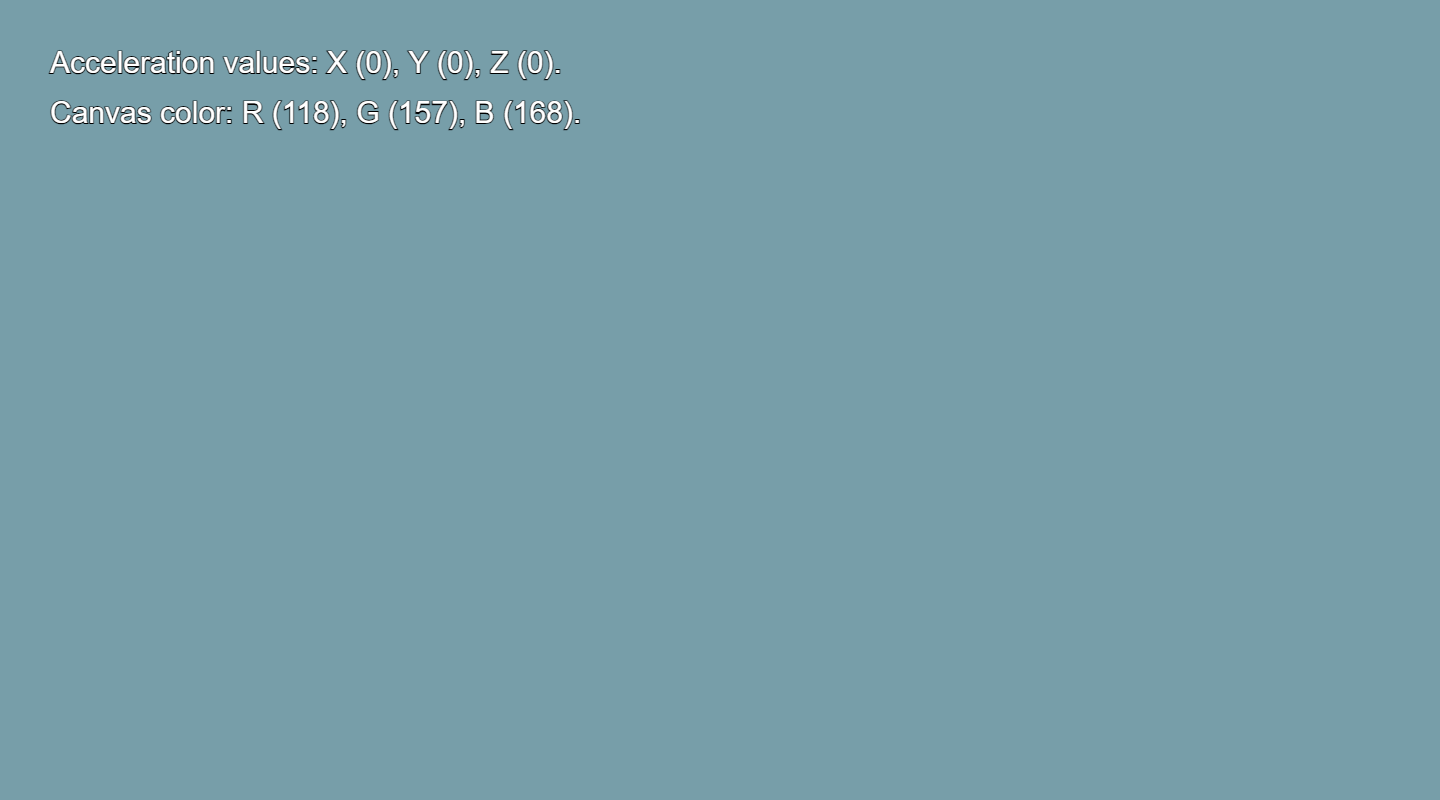 Acceleration values: X (0), Y (0), Z (0).
Canvas color: R (118), G (157), B (168).